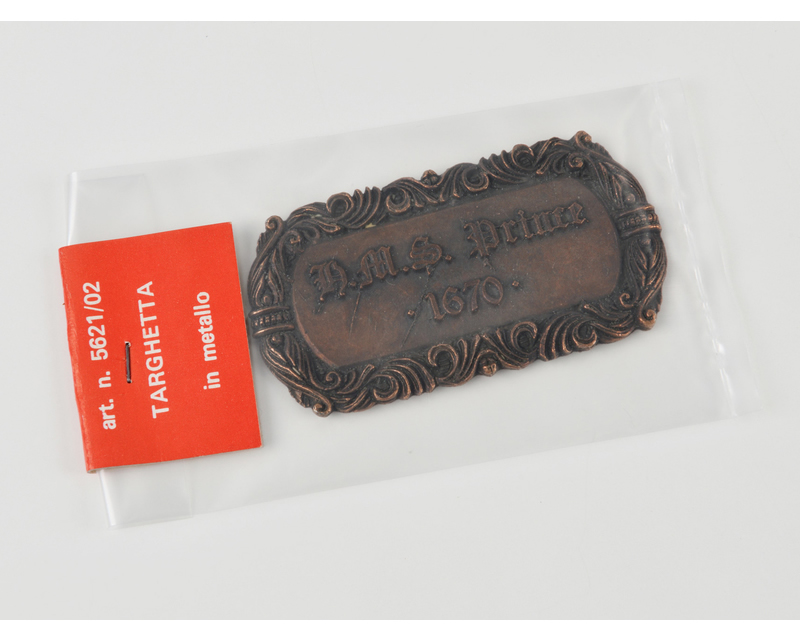 art. n. 5621/02
TARGHETTA
in metallo
H.M.S. Prince
· 1670 ·